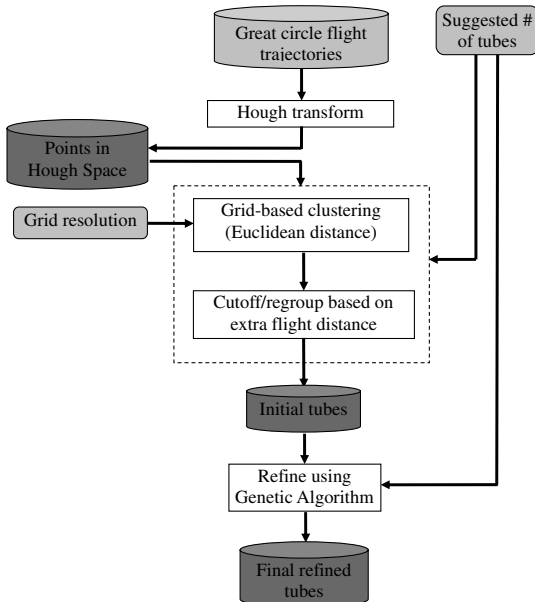 Great circle flight
trajectories
Suggested #
of tubes
Hough transform
Points in
Hough Space
Grid resolution
Grid-based clustering
(Euclidean distance)
Cutoff/regroup based on
extra flight distance
Initial tubes
Refine using
Genetic Algorithm
Final refined
tubes